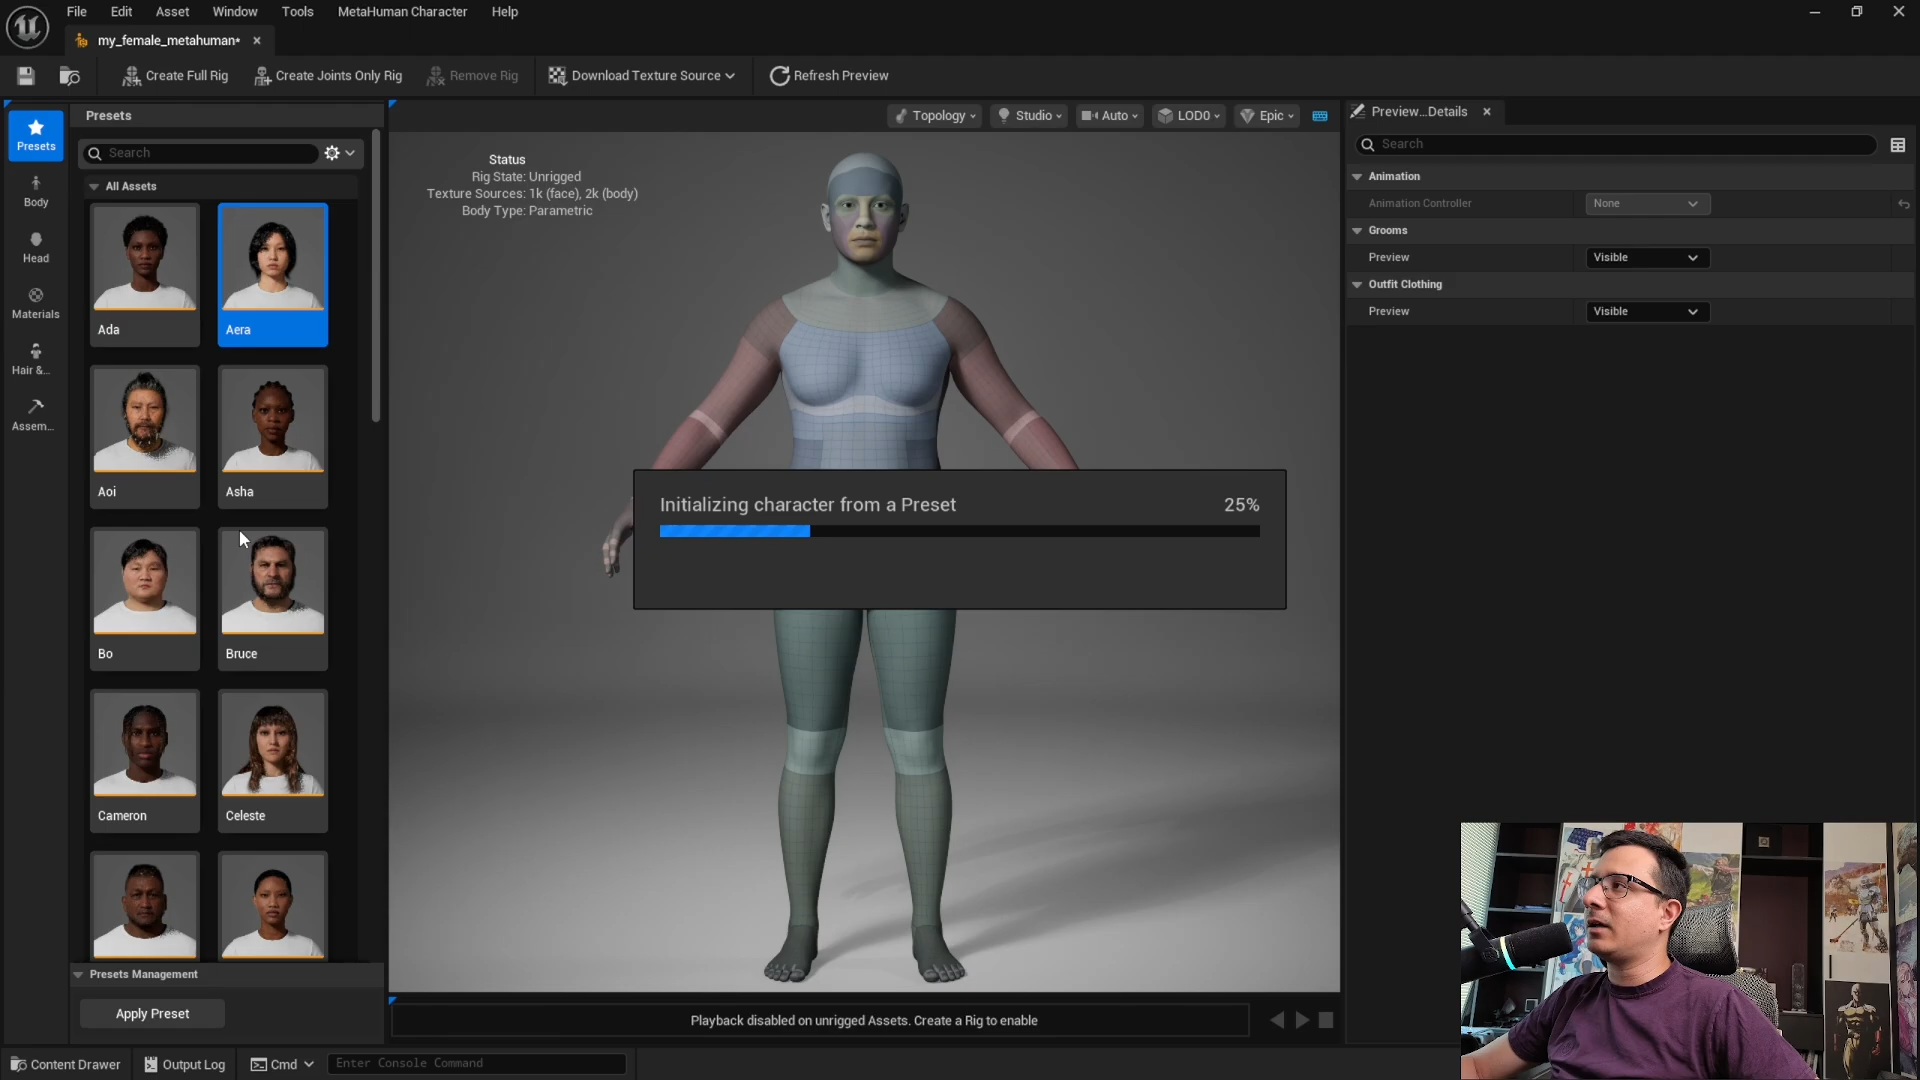 File Edit Asset Window Tools MetaHuman Character Help
my_female_metahuman*
Create Full Rig Create Joints Only Rig Remove Rig Download Texture Source Refresh Preview
Presets
Body
Head
Materials
Hair &...
Assem...
Presets
Search
All Assets
Ada Aera
Aoi Asha
Bo Bruce
Cameron Celeste
Presets Management
Apply Preset
Topology Studio Auto LOD0 Epic
Status
Rig State: Unrigged
Texture Sources: 1k (face), 2k (body)
Body Type: Parametric
Initializing character from a Preset 25%
Playback disabled on unrigged Assets. Create a Rig to enable
Preview...Details
Search
Animation
Animation Controller None
Grooms
Preview Visible
Outfit Clothing
Preview Visible
Content Drawer Output Log Cmd Enter Console Command